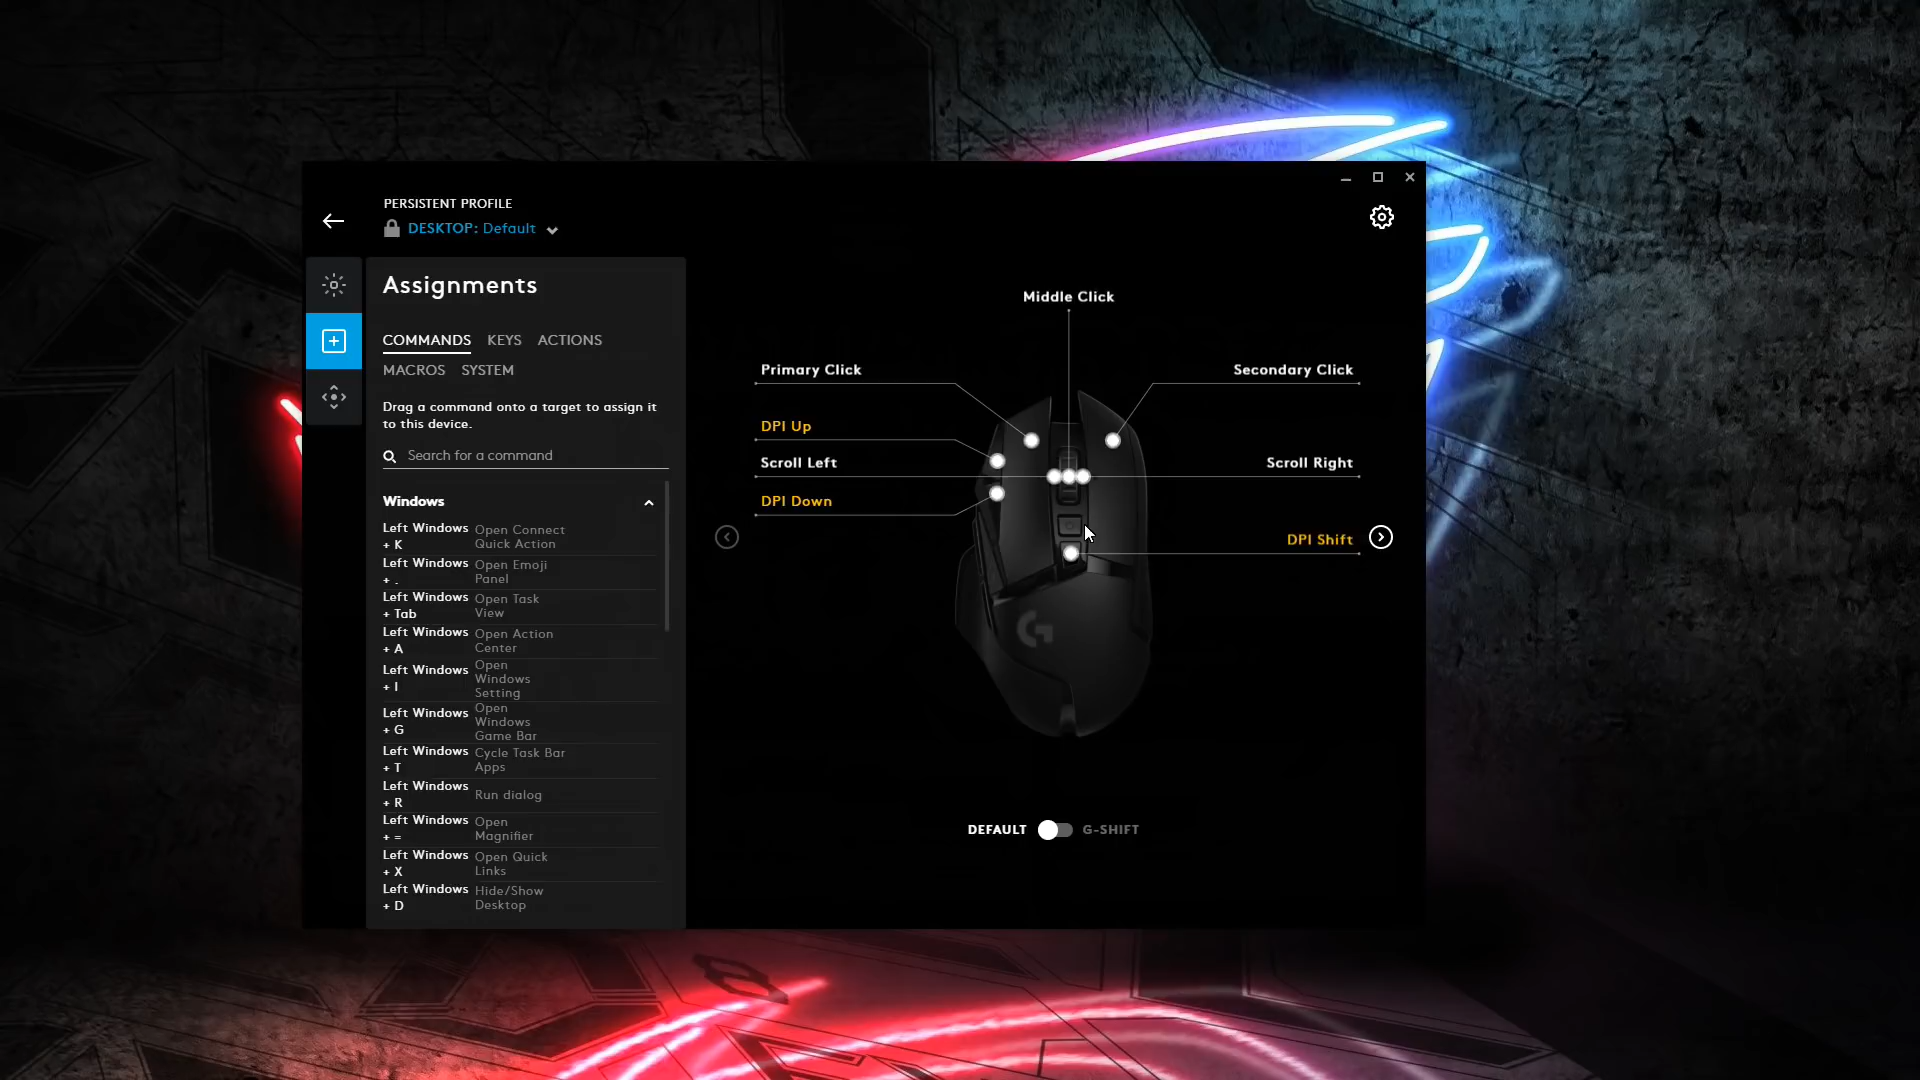 PERSISTENT PROFILE
DESKTOP: Default
Assignments
COMMANDS KEYS ACTIONS
MACROS SYSTEM
Drag a command onto a target to assign it
to this device.
Search for a command
Windows
Left Windows
+ K
Open Connect
Quick Action
Left Windows
+ .
Open Emoji
Panel
Left Windows
+ Tab
Open Task
View
Left Windows
+ A
Open Action
Center
Left Windows
+ I
Open
Windows
Setting
Left Windows
+ G
Open
Windows
Game Bar
Left Windows
+ T
Cycle Task Bar
Apps
Left Windows
+ R
Run dialog
Left Windows
+ =
Open
Magnifier
Left Windows
+ X
Open Quick
Links
Left Windows
+ D
Hide/Show
Desktop
Middle Click
Primary Click
Secondary Click
DPI Up
Scroll Left
Scroll Right
DPI Down
DPI Shift
DEFAULT G-SHIFT